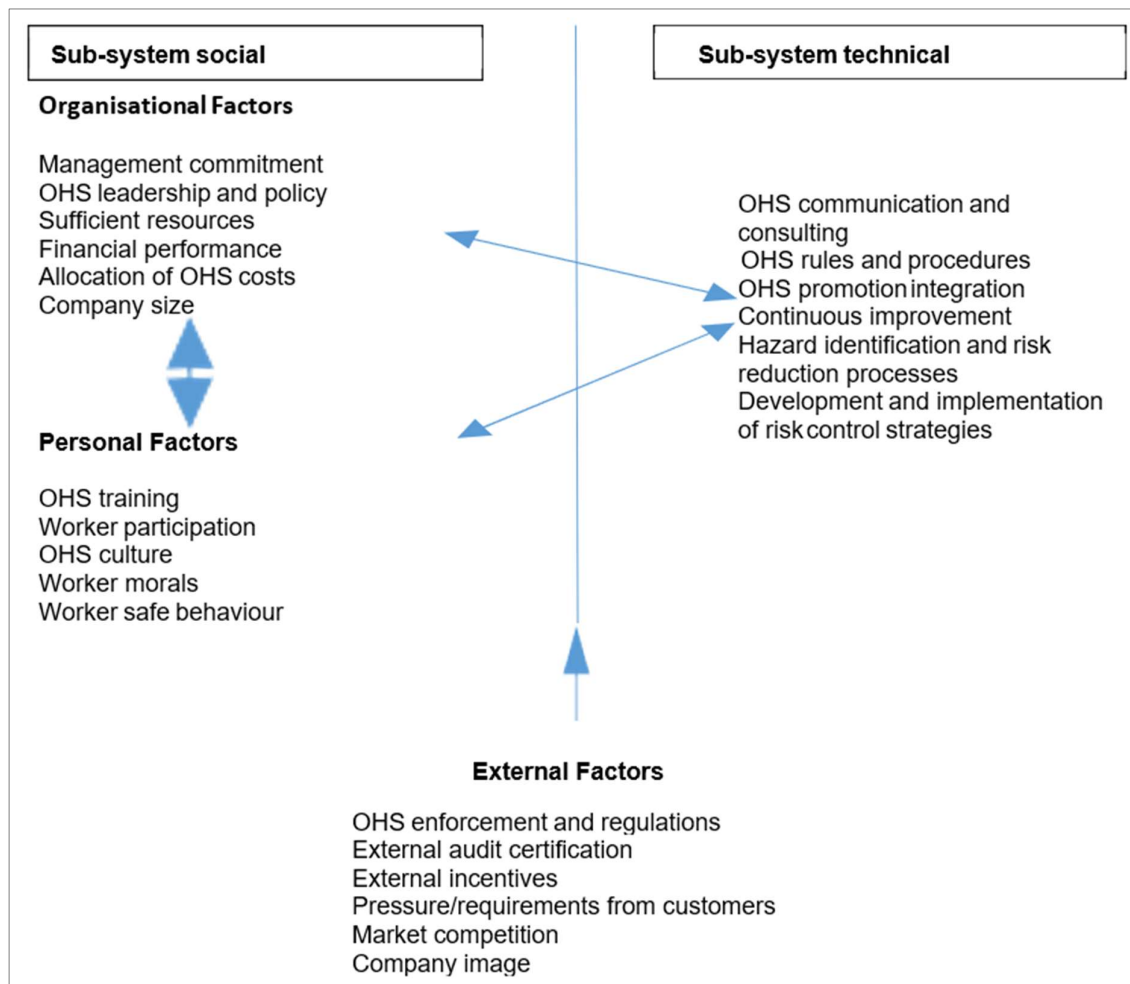 Sub-system social
Sub-system technical
Organisational Factors
Management commitment
OHS leadership and policy
Sufficient resources
Financial performance
Allocation of OHS costs
Company size
OHS communication and
consulting
OHS rules and procedures
OHS promotion integration
Continuous improvement
Hazard identification and risk
reduction processes
Development and implementation
of risk control strategies
Personal Factors
OHS training
Worker participation
OHS culture
Worker morals
Worker safe behaviour
External Factors
OHS enforcement and regulations
External audit certification
External incentives
Pressure/requirements from customers
Market competition
Company image